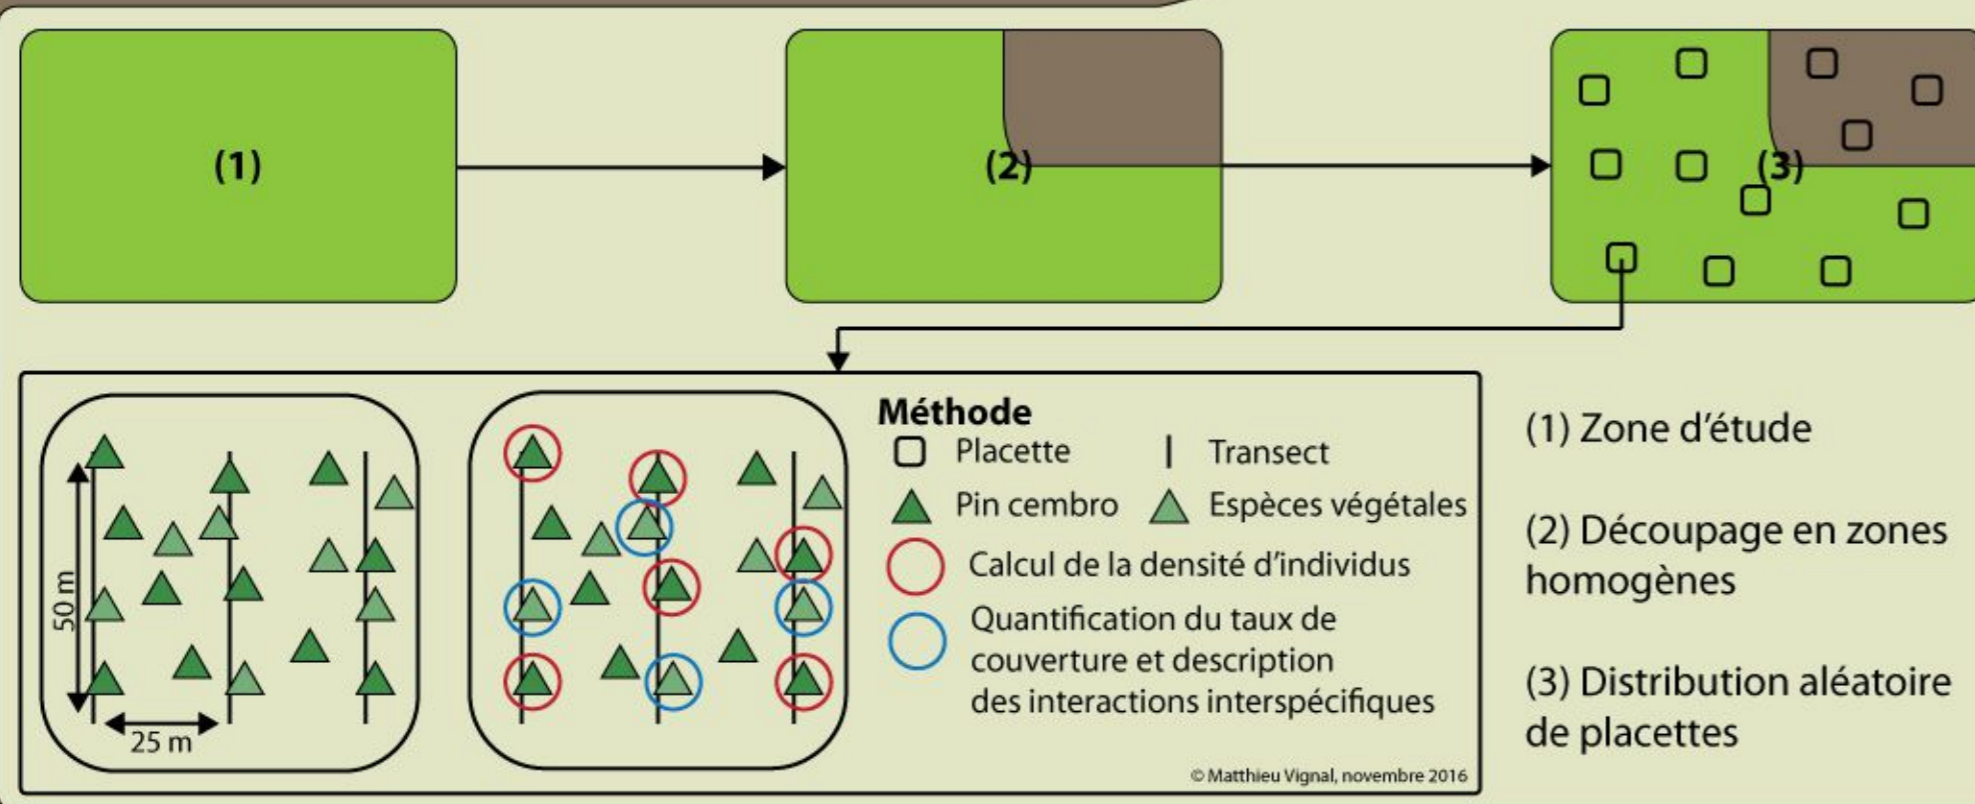 (1)
(2)
(3)
50 m
25 m
Méthode
Placette
Transect
Pin cembro
Espèces végétales
Calcul de la densité d'individus
Quantification du taux de
couverture et description
des interactions interspécifiques
© Matthieu Vignal, novembre 2016
(1) Zone d'étude
(2) Découpage en zones
homogènes
(3) Distribution aléatoire
de placettes